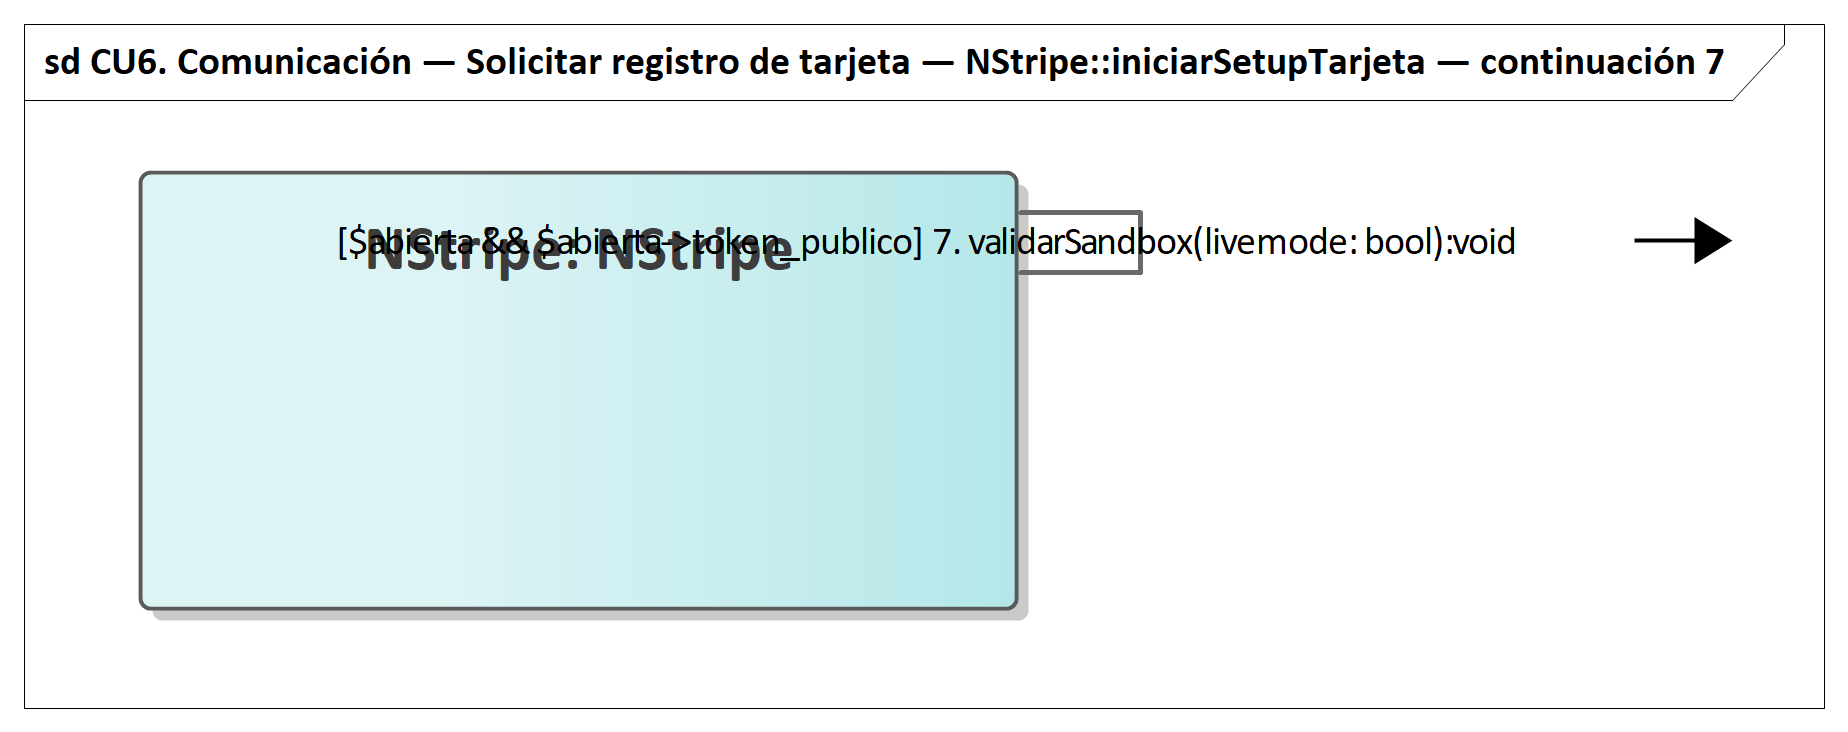 sd CU6. Comunicación — Solicitar registro de tarjeta — NStripe::iniciarSetupTarjeta — continuación 7
[$abierta && $abierta->token_publico] 7. validarSandbox(livemode: bool):void
NStripe: NStripe